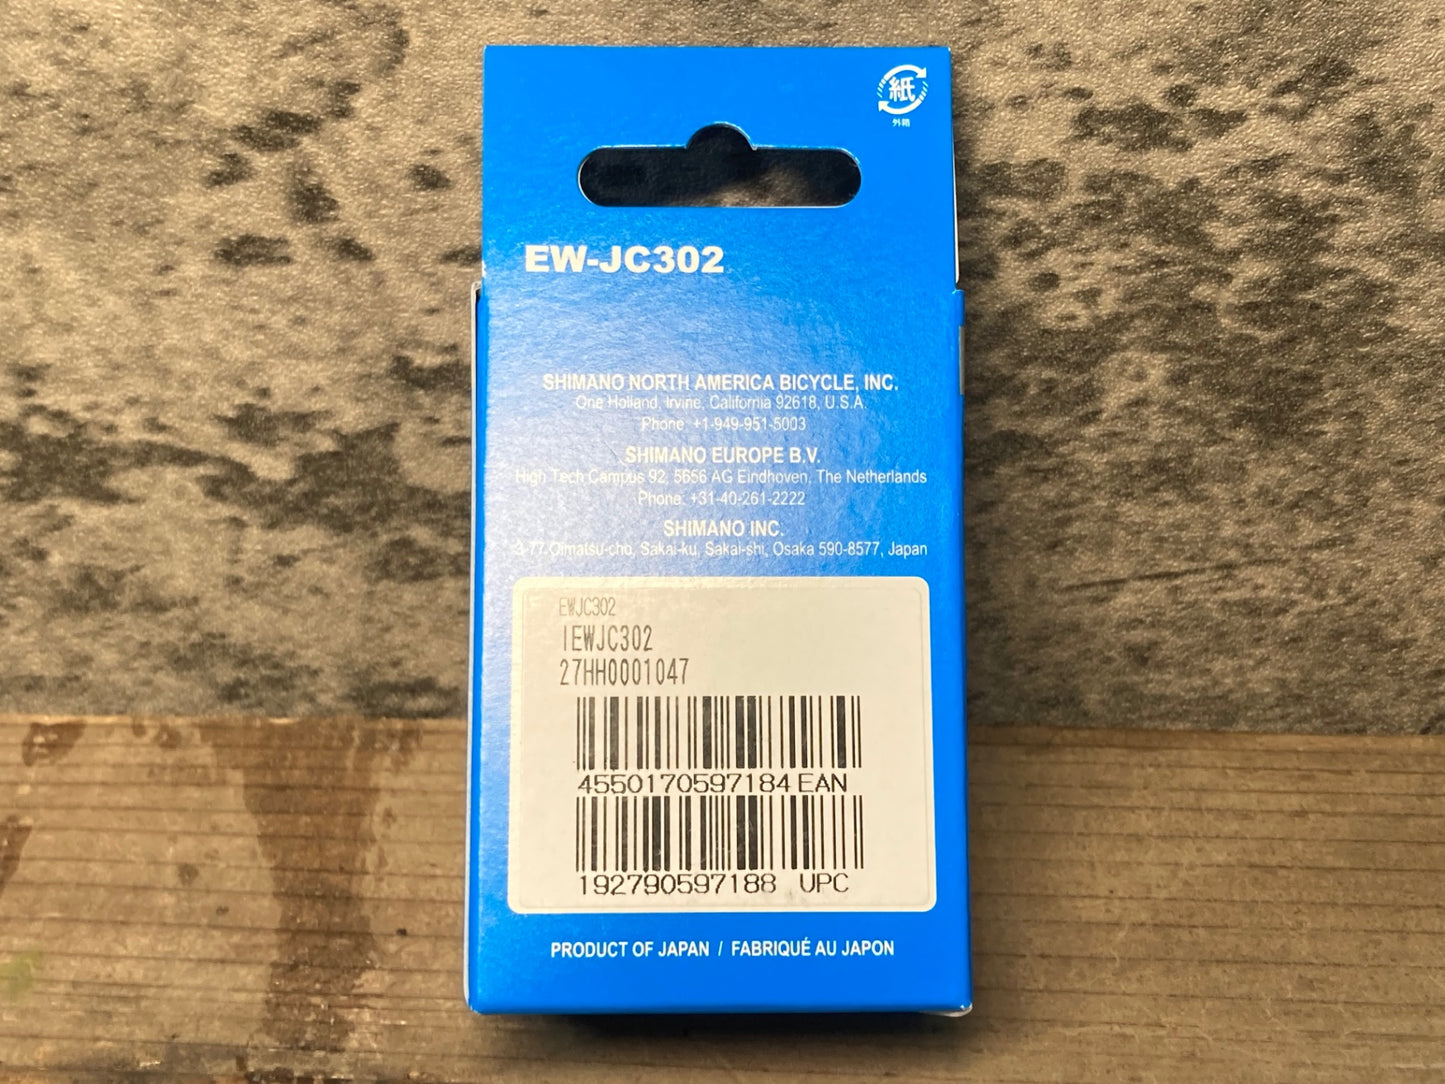 紙
外箱
EW-JC302
SHIMANO NORTH AMERICA BICYCLE, INC.
One Holland, Irvine, California 92618, U.S.A.
Phone: +1-949-951-5003
SHIMANO EUROPE B.V.
High Tech Campus 92, 5656 AG Eindhoven, The Netherlands
Phone: +31-40-261-2222
SHIMANO INC.
3-77 Oimatsu-cho, Sakai-ku, Sakai-shi, Osaka 590-8577, Japan
EWJC302
IEWJC302
27HH0001047
4550170597184 EAN
192790597188 UPC
PRODUCT OF JAPAN / FABRIQUÉ AU JAPON